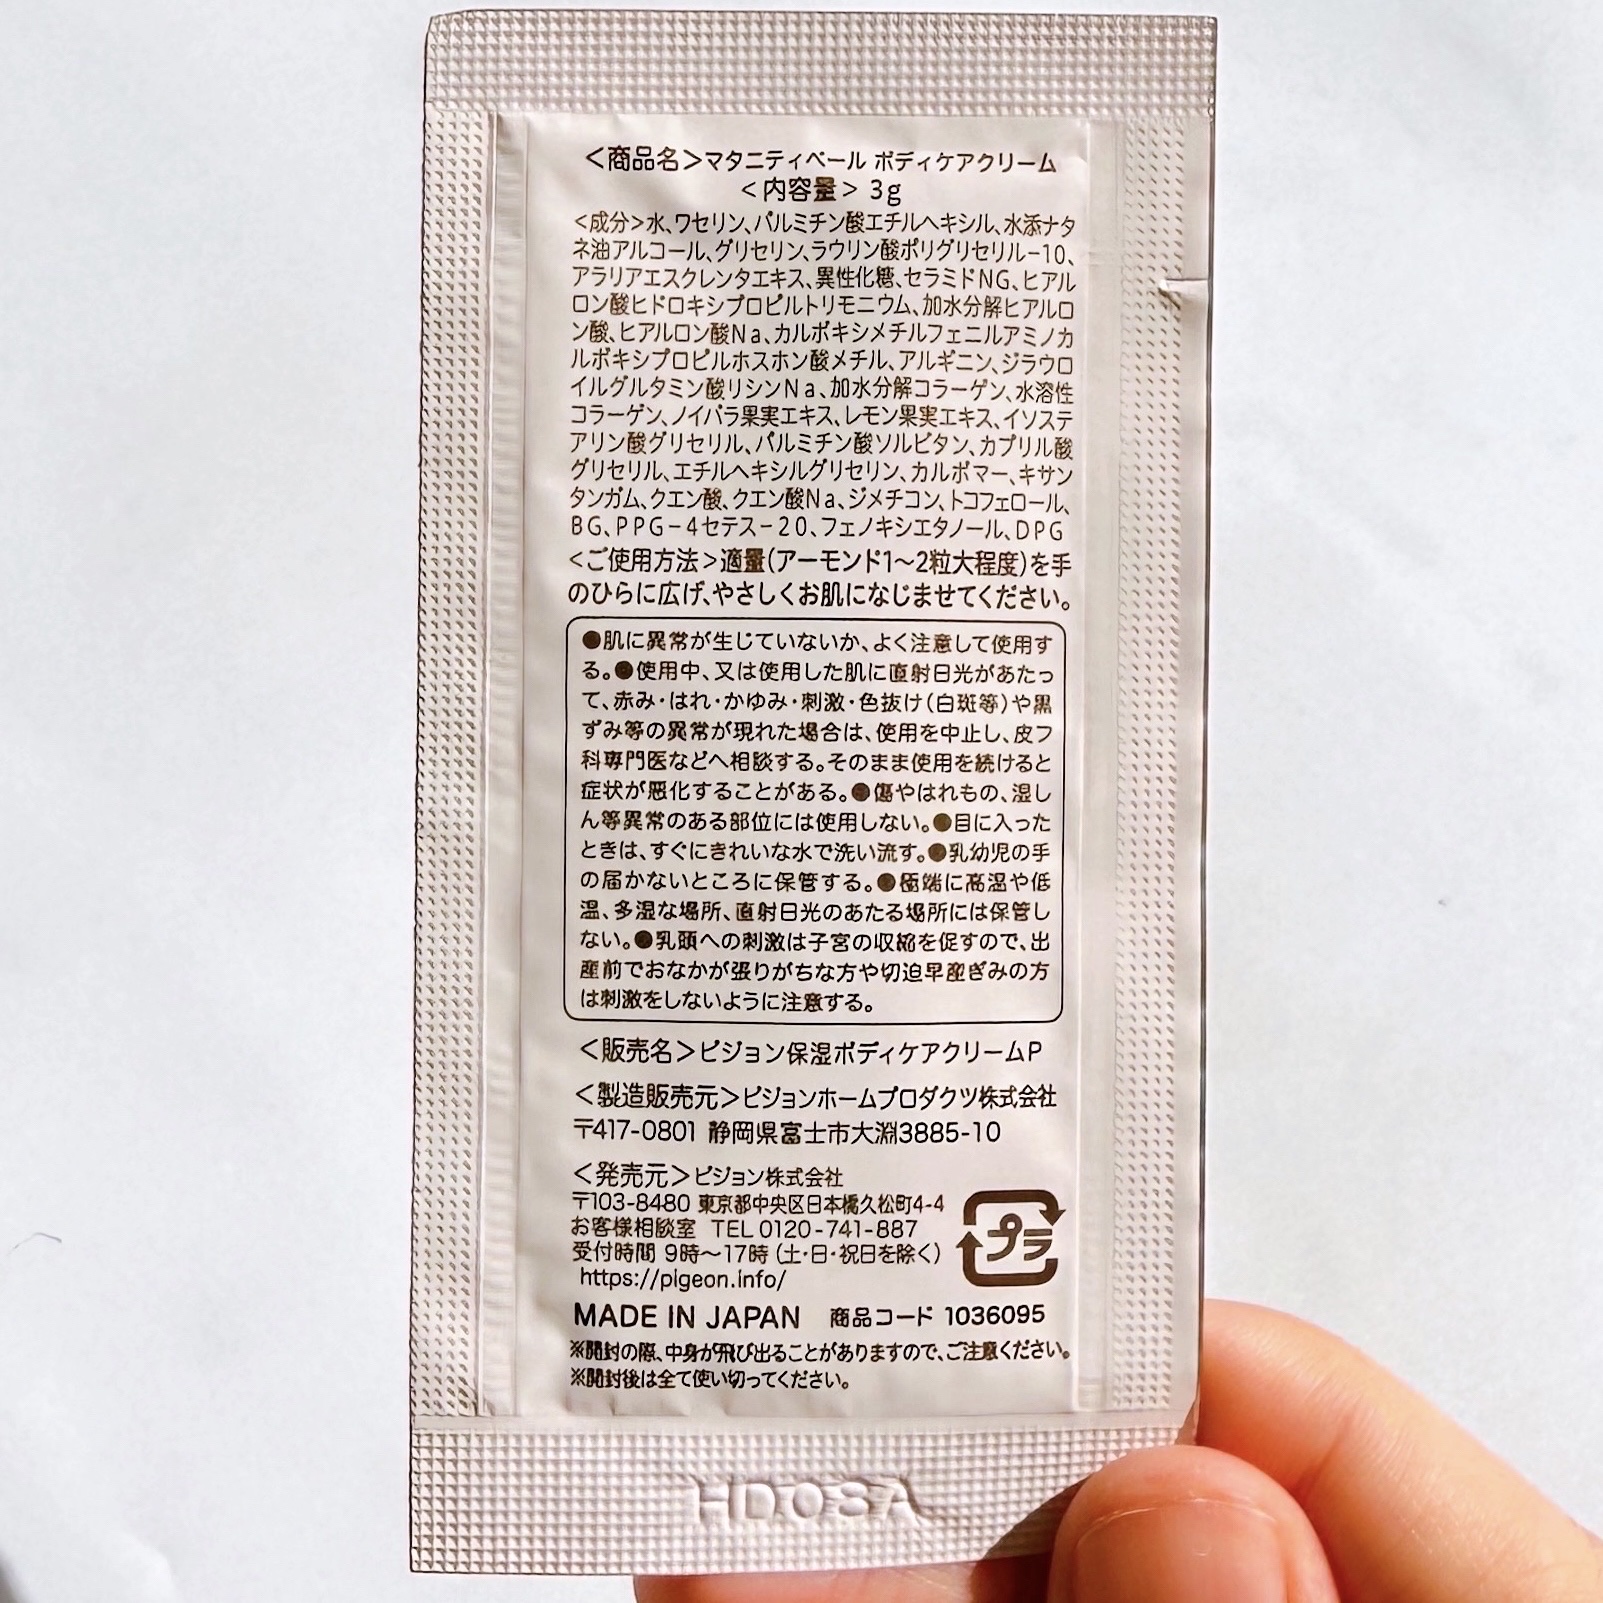 ＜商品名＞マタニティベール ボディケアクリーム
＜内容量＞ 3g
＜成分＞水、ワセリン、パルミチン酸エチルヘキシル、水添ナタ
ネ油アルコール、グリセリン、ラウリン酸ポリグリセリル-10、
アラリアエスクレンタエキス、異性化糖、セラミドNG、ヒアル
ロン酸ヒドロキシプロピルトリモニウム、加水分解ヒアルロ
ン酸、ヒアルロン酸Na、カルボキシメチルフェニルアミノカ
ルボキシプロピルホスホン酸メチル、アルギニン、ジラウロ
イルグルタミン酸リシンNa、加水分解コラーゲン、水溶性
コラーゲン、ノイバラ果実エキス、レモン果実エキス、イソステ
アリン酸グリセリル、パルミチン酸ソルビタン、カプリル酸
グリセリル、エチルヘキシルグリセリン、カルボマー、キサン
タンガム、クエン酸、クエン酸Na、ジメチコン、トコフェロール、
BG、PPG-4セテス-20、フェノキシエタノール、DPG
＜ご使用方法＞適量(アーモンド1〜2粒大程度)を手
のひらに広げ、やさしくお肌になじませてください。
●肌に異常が生じていないか、よく注意して使用す
る。●使用中、又は使用した肌に直射日光があたっ
て、赤み・はれ・かゆみ・刺激・色抜け(白斑等)や黒
ずみ等の異常が現れた場合は、使用を中止し、皮フ
科専門医などへ相談する。そのまま使用を続けると
症状が悪化することがある。●傷やはれもの、湿し
ん等異常のある部位には使用しない。●目に入った
ときは、すぐにきれいな水で洗い流す。●乳幼児の手
の届かないところに保管する。●極端に高温や低
温、多湿な場所、直射日光のあたる場所には保管し
ない。●乳頭への刺激は子宮の収縮を促すので、出
産前でおなかが張りがちな方や切迫早産ぎみの方
は刺激をしないように注意する。
＜販売名＞ピジョン保湿ボディケアクリームP
＜製造販売元＞ピジョンホームプロダクツ株式会社
〒417-0801 静岡県富士市大淵3885-10
＜発売元＞ピジョン株式会社
〒103-8480 東京都中央区日本橋久松町4-4
お客様相談室 TEL 0120-741-887
受付時間 9時〜17時 (土・日・祝日を除く)
https://pigeon.info/
プラ
MADE IN JAPAN 商品コード 1036095
※開封の際、中身が飛び出ることがありますので、ご注意ください。
※開封後は全て使い切ってください。
HD08A